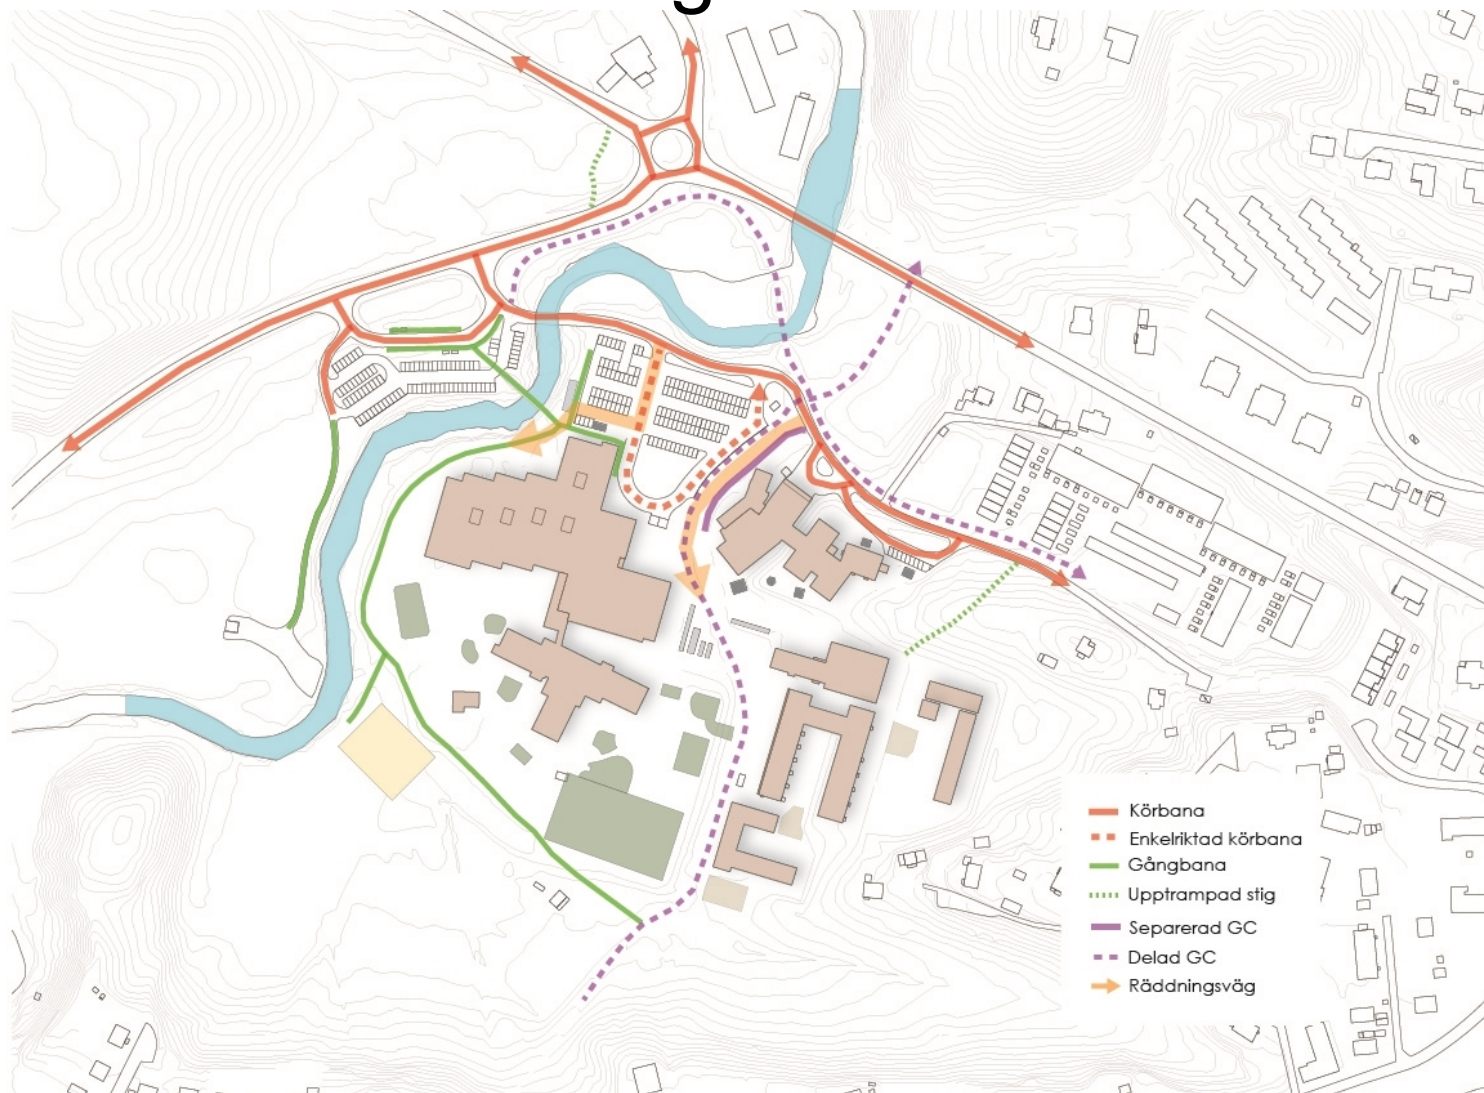 g
Körbana
Enkelriktad körbana
Gångbana
Upptrampad stig
Separerad GC
Delad GC
Räddningsväg